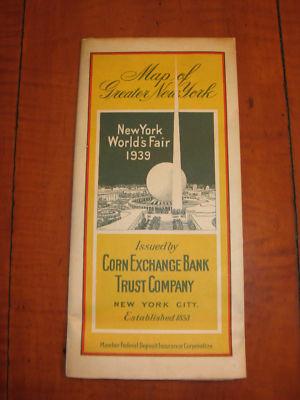 Map of
Greater New York
New York
World's Fair
1939
Issued by
CORN EXCHANGE BANK
TRUST COMPANY
NEW YORK CITY.
Established 1853
Member Federal Deposit Insurance Corporation